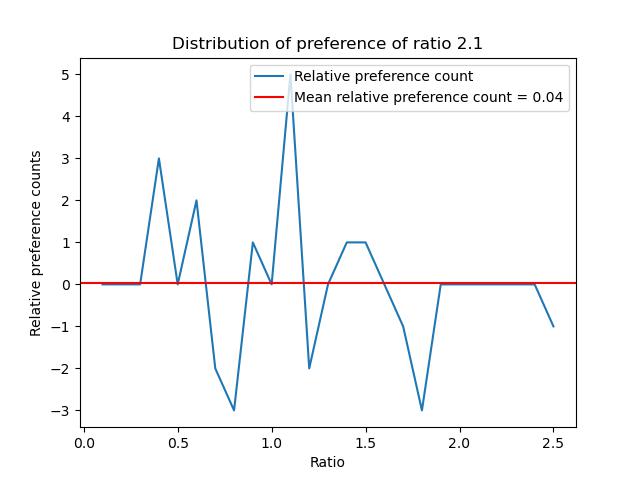 Distribution of preference of ratio 2.1
Relative preference count
Mean relative preference count = 0.04
Relative preference counts
5
4
3
2
1
0
−1
−2
−3
0.0 0.5 1.0 1.5 2.0 2.5
Ratio